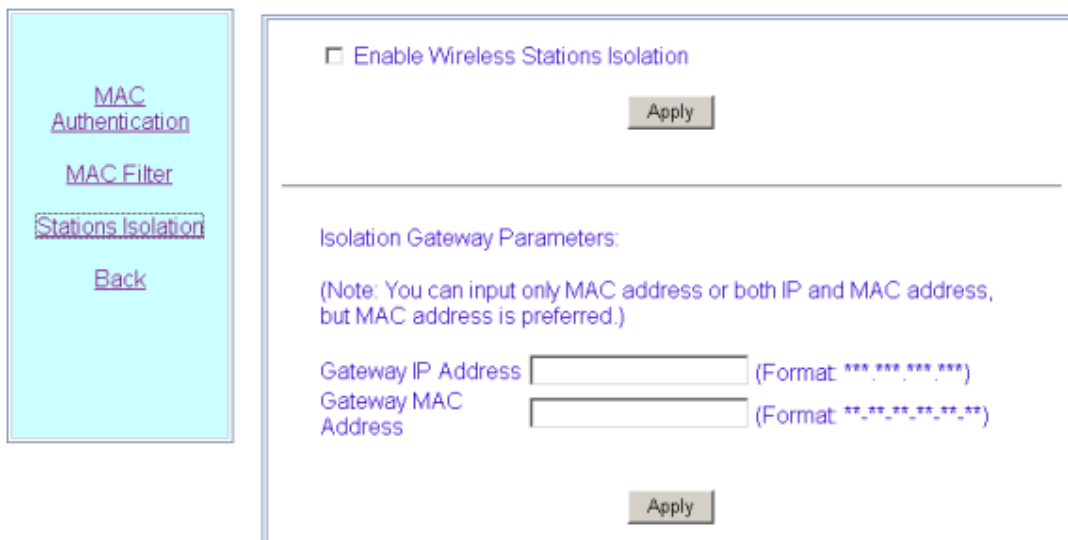 MAC
Authentication
MAC Filter
Stations Isolation
Back
Enable Wireless Stations Isolation
Apply
Isolation Gateway Parameters:
(Note: You can input only MAC address or both IP and MAC address,
but MAC address is preferred.)
Gateway IP Address (Format: ***.***.***.***)
Gateway MAC
Address (Format: **-**-**-**-**-**)
Apply